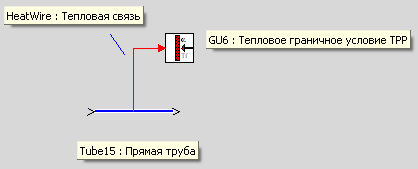 HeatWire : Тепловая связь
GU6 : Тепловое граничное условие ТРР
Tube15 : Прямая труба